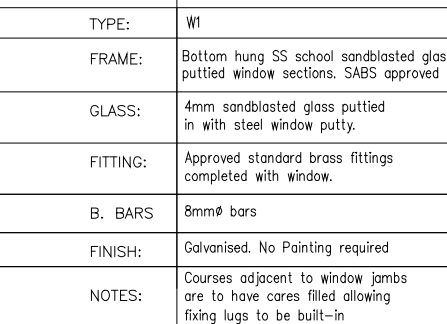 TYPE: W1
FRAME: Bottom hung SS school sandblasted glas
puttied window sections. SABS approved
GLASS: 4mm sandblasted glass puttied
in with steel window putty.
FITTING: Approved standard brass fittings
completed with window.
B. BARS 8mmø bars
FINISH: Galvanised. No Painting required
Courses adjacent to window jambs
NOTES: are to have cares filled allowing
fixing lugs to be built-in